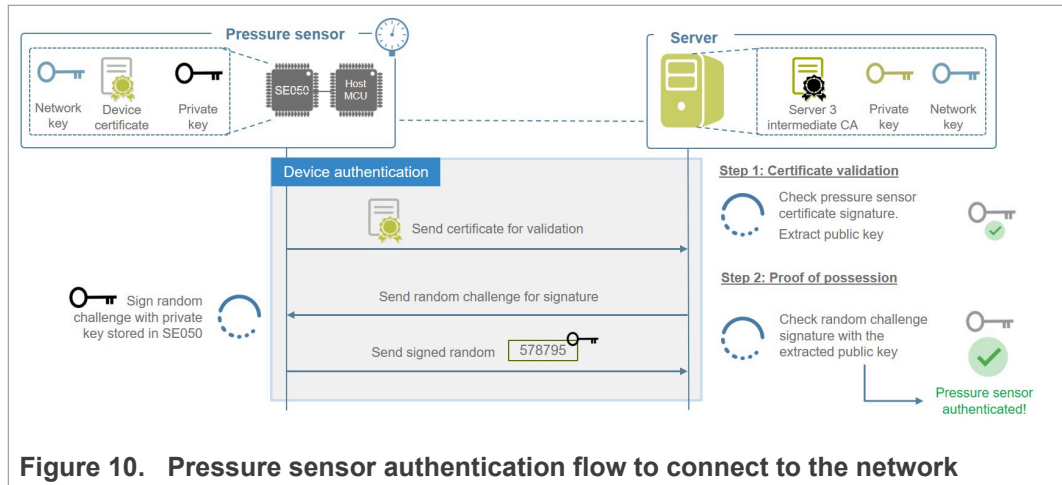 Pressure sensor
Network
key
Device
certificate
Private
key
SE050
Host
MCU
Server
Server 3
intermediate CA
Private
key
Network
key
Device authentication
Send certificate for validation
Step 1: Certificate validation
Check pressure sensor
certificate signature.
Extract public key
Sign random
challenge with private
key stored in SE050
Send random challenge for signature
Send signed random
578795
Step 2: Proof of possession
Check random challenge
signature with the
extracted public key
Pressure sensor
authenticated!
Figure 10. Pressure sensor authentication flow to connect to the network